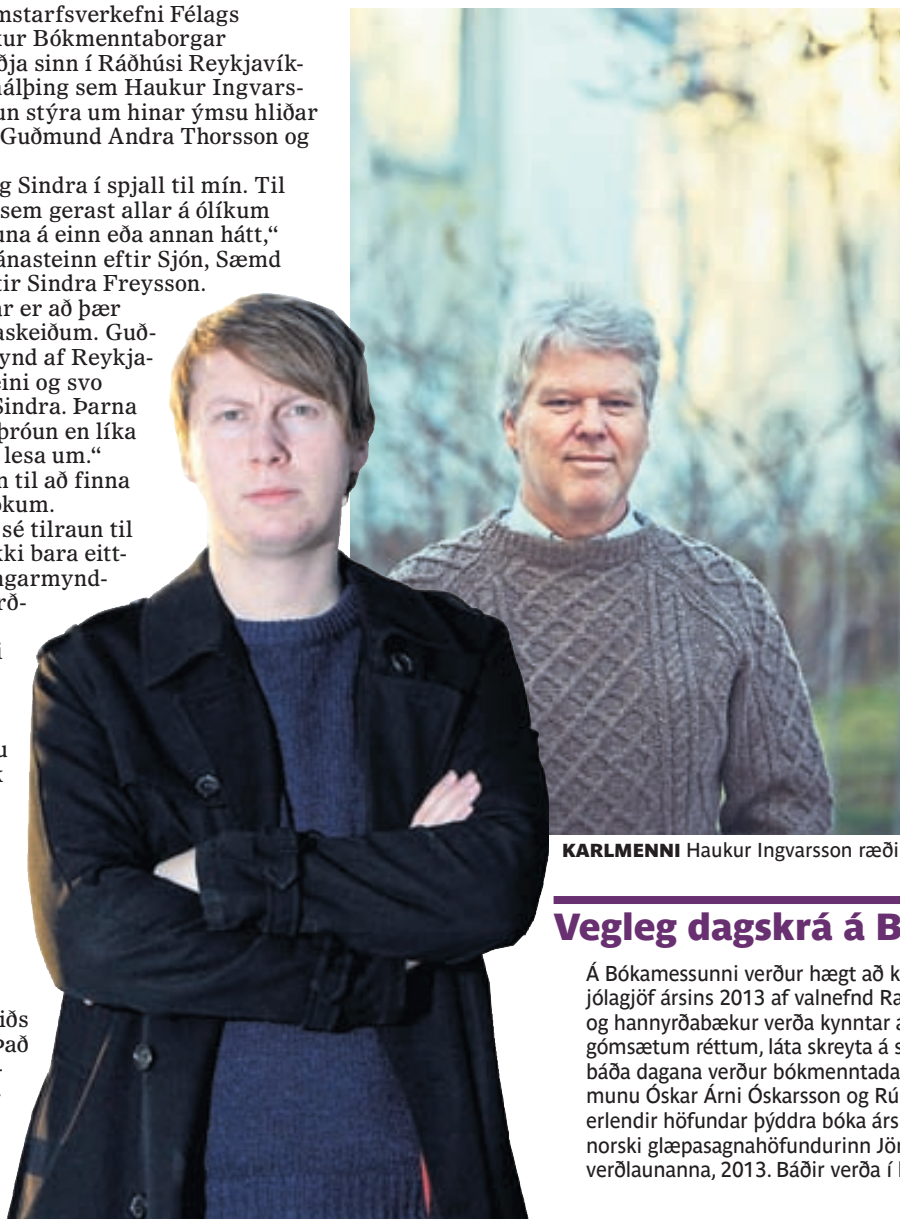 mstarfsverkefni Félags
kur Bókmenntaborgar
ðja sinn í Ráðhúsi Reykjavík-
nálþing sem Haukur Ingvars-
un stýra um hinar ýmsu hliðar
Guðmund Andra Thorsson og
g Sindra í spjall til mín. Til
sem gerast allar á ólíkum
una á einn eða annan hátt,“
ánasteinn eftir Sjón, Sæmd
tir Sindra Freysson.
ar er að þær
askeiðum. Guð-
ynd af Reykja-
eini og svo
Sindra. Þarna
þróun en líka
lesa um.“
n til að finna
ókum.
sé tilraun til
kki bara eitt-
ngarmynd-
rð-
i
u
k
iðs
Það
KARLMENNI Haukur Ingvarsson ræði
Vegleg dagskrá á B
Á Bókamessunni verður hægt að k
jólagjöf ársins 2013 af valnefnd Ra
og hannyrðabækur verða kynntar á
gómsætum réttum, láta skreyta á s
báða dagana verður bókmenntada
munu Óskar Árni Óskarsson og Rú
erlendir höfundar þýddra bóka árs
norski glæpasagnahöfundurinn Jör
verðlaunanna, 2013. Báðir verða í h